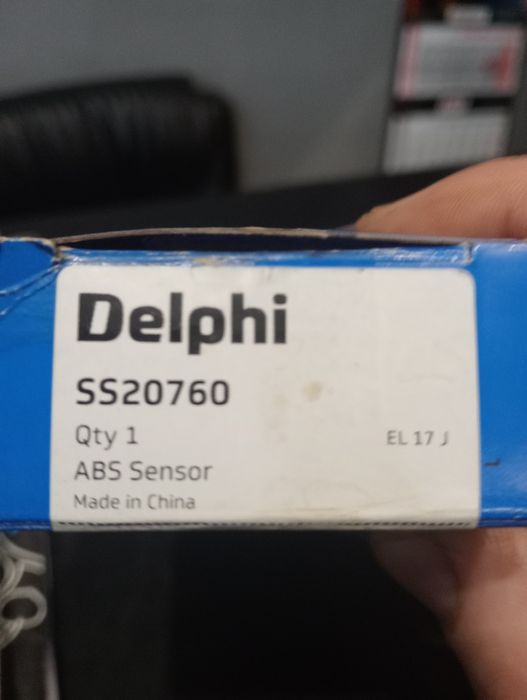 Delphi
SS20760
Qty 1
EL 17 J
ABS Sensor
Made in China